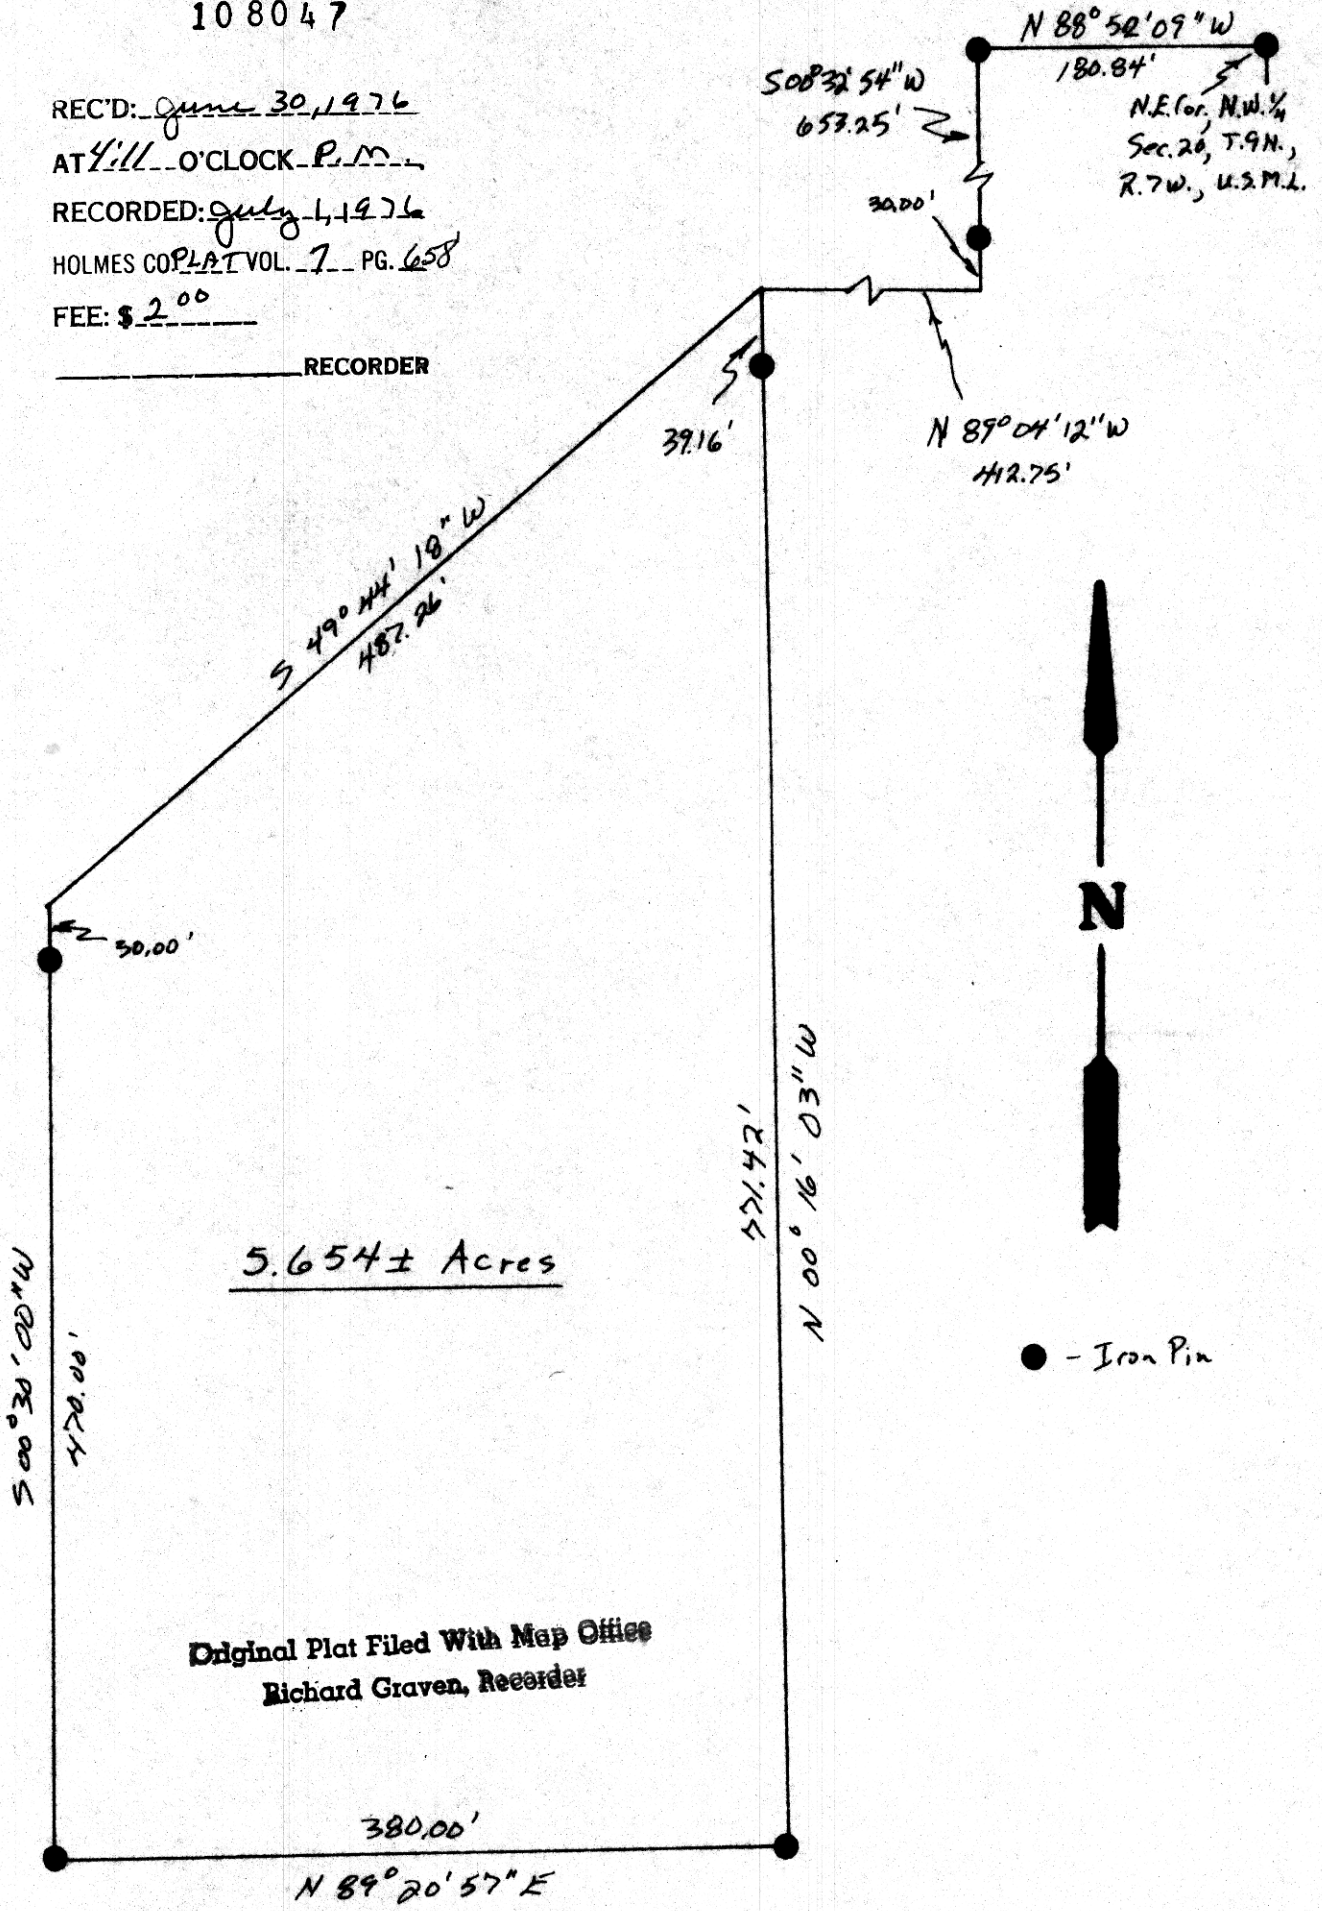 108047
REC'D: June 30, 1976
AT 4:11 O'CLOCK P.M.
RECORDED: July 1, 1976
HOLMES CO. PLAT VOL. 7 PG. 658
FEE: $ 2 00
RECORDER
N 88° 52' 09" W
180.84'
S 00° 32' 54" W
653.25'
N.E. Cor, N.W. 1/4
Sec. 20, T.9N.,
R.7W., U.S.M.L.
30.00'
39.16'
N 89° 04' 12" W
412.75'
S 49° 44' 18" W
487.26'
30.00'
N
771.42'
N 00° 16' 03" W
5.654± Acres
470.00'
● - Iron Pin
Original Plat Filed With Map Office
Richard Graven, Recorder
380.00'
N 89° 20' 57" E